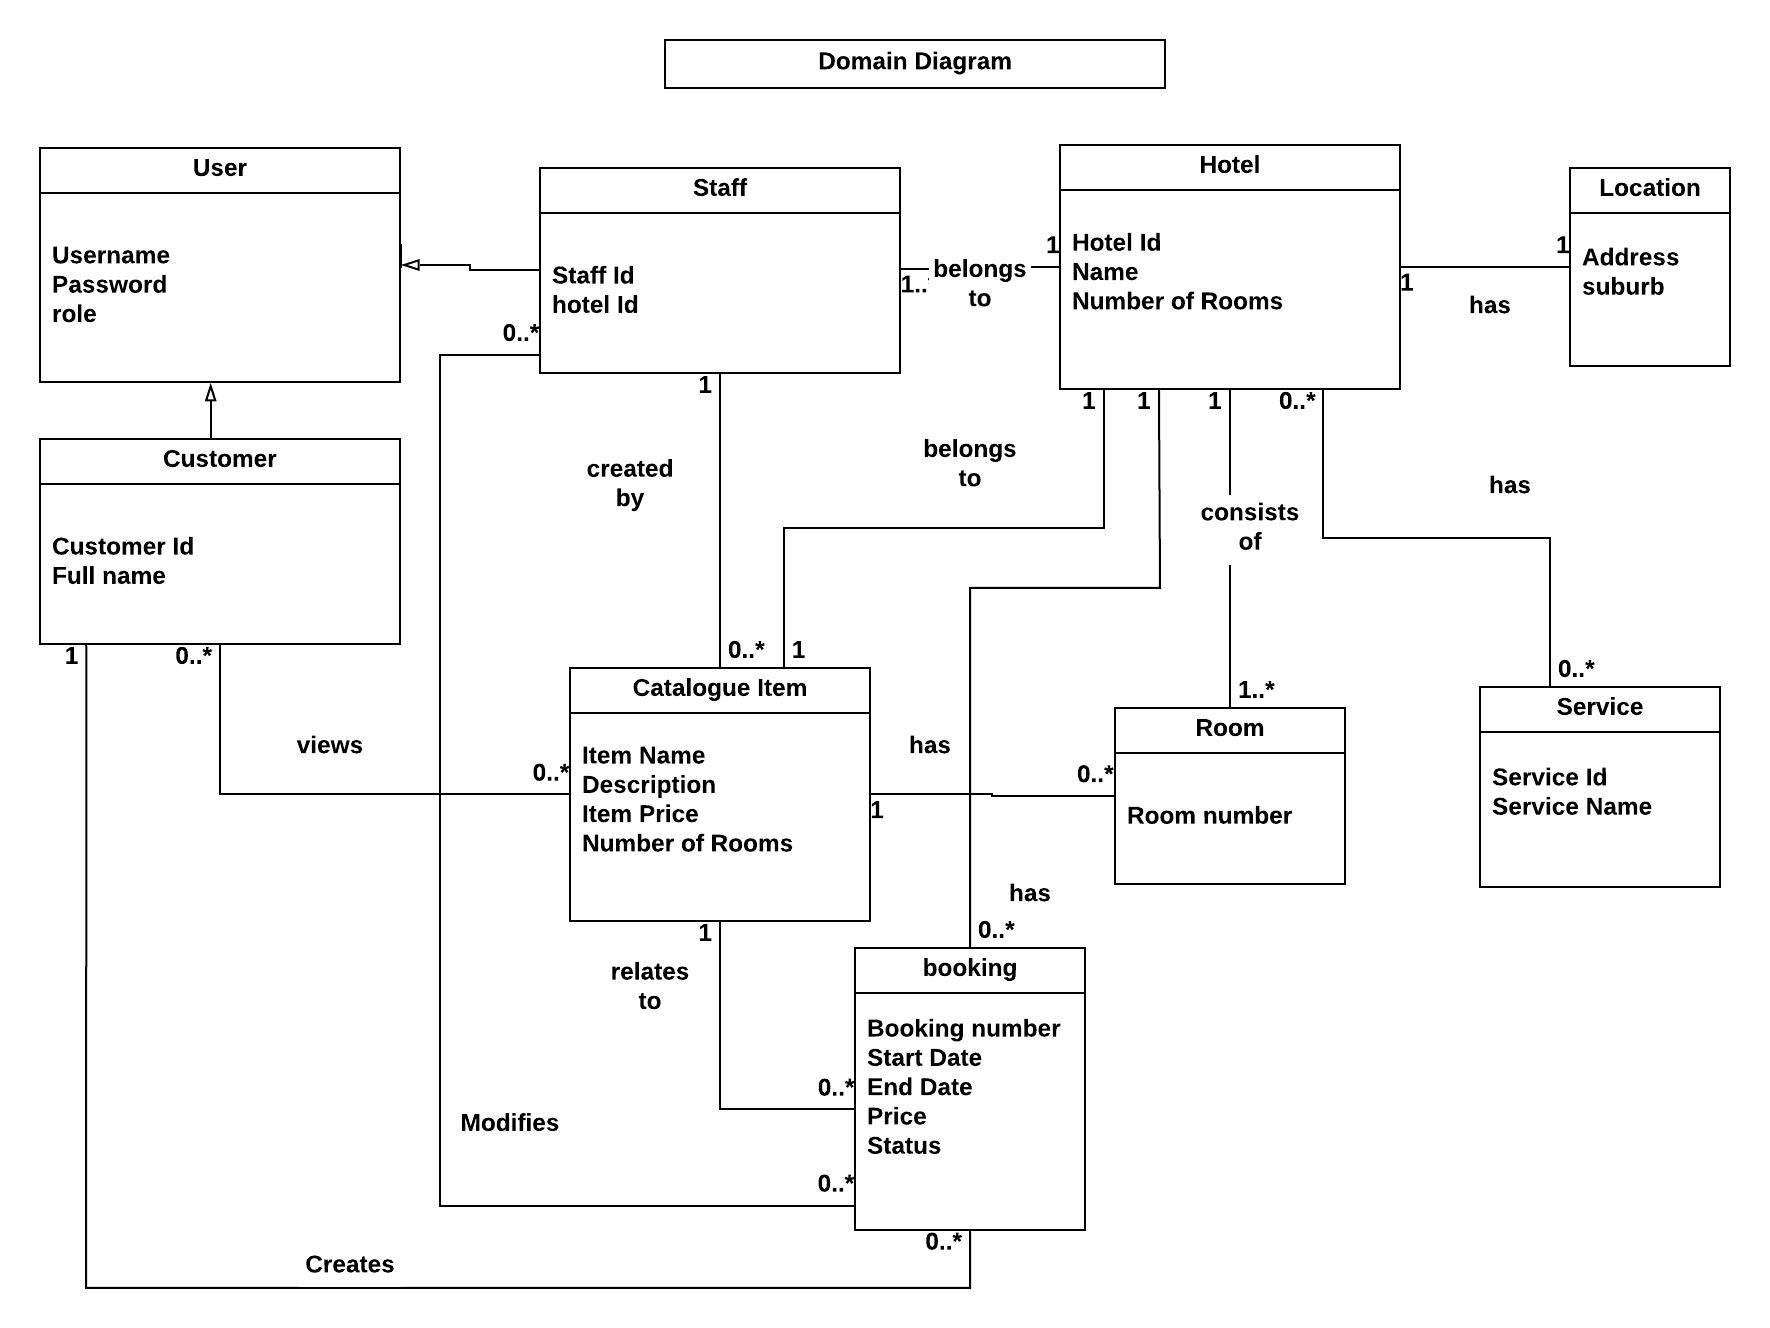 Domain Diagram
User
Username
Password
role
Staff
Staff Id
hotel Id
Hotel
Hotel Id
Name
Number of Rooms
Location
Address
suburb
1
1..
belongs
to
1
1
has
0..*
1
1
1
1
0..*
Customer
Customer Id
Full name
created
by
belongs
to
consists
of
has
1
0..*
0..*
1
1..*
0..*
Catalogue Item
Item Name
Description
Item Price
Number of Rooms
views
0..*
has
1
0..*
Room
Room number
Service
Service Id
Service Name
1
relates
to
has
0..*
booking
Booking number
Start Date
End Date
Price
Status
0..*
Modifies
0..*
0..*
Creates